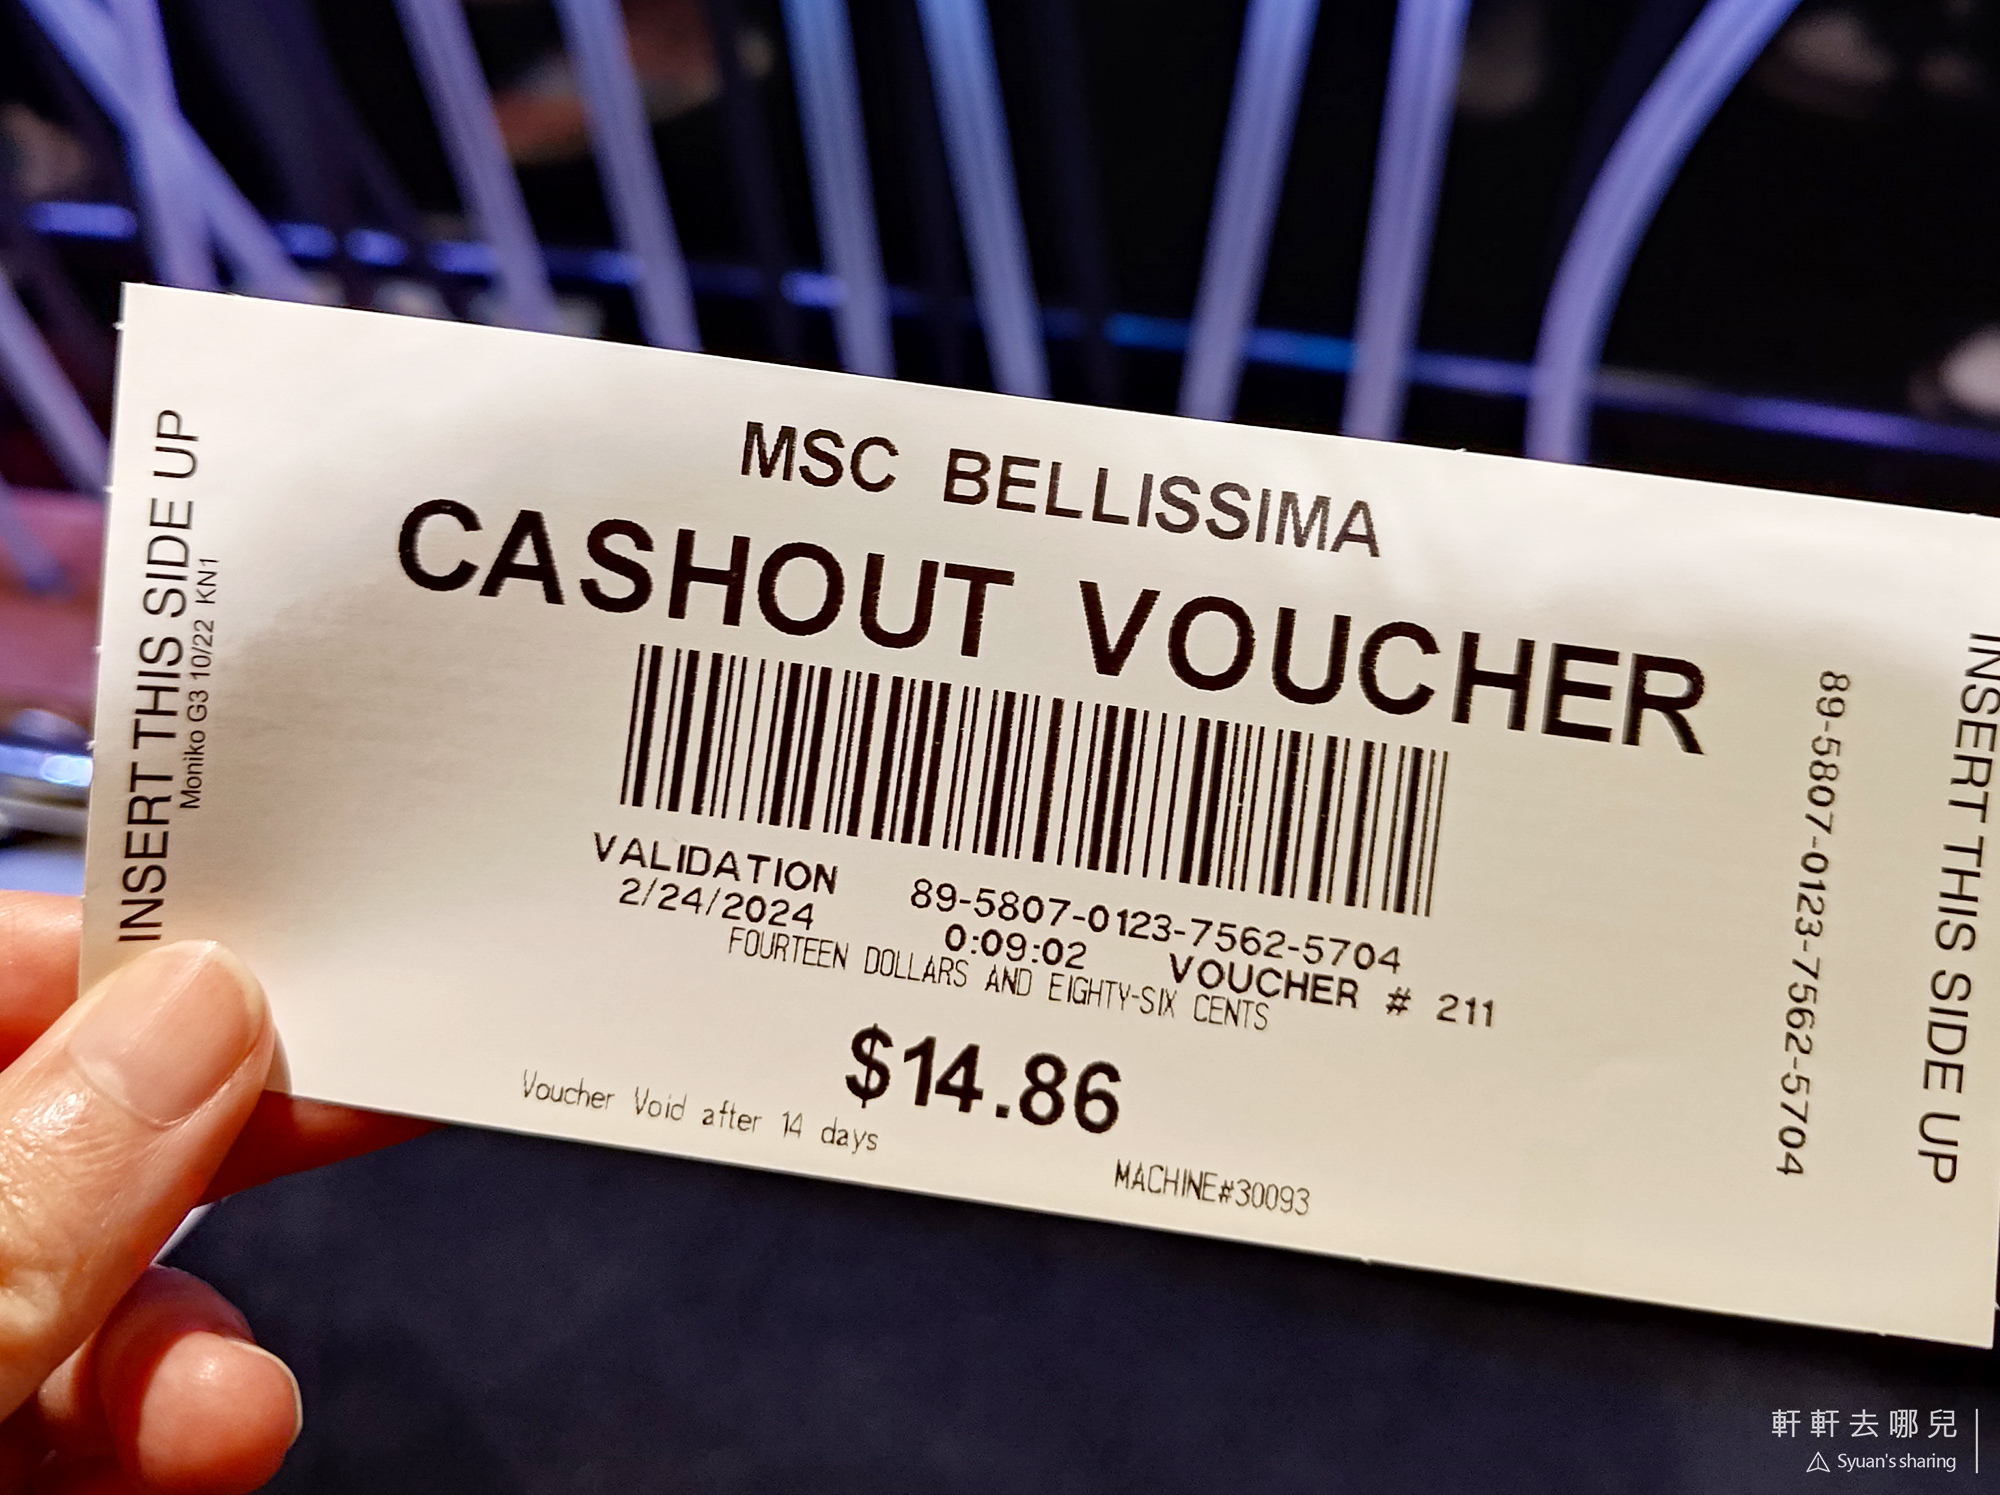 INSERT THIS SIDE UP
Moniko G3 10/22 KN1
MSC BELLISSIMA
CASHOUT VOUCHER
VALIDATION 89-5807-0123-7562-5704
2/24/2024 0:09:02 VOUCHER # 211
FOURTEEN DOLLARS AND EIGHTY-SIX CENTS
$14.86
Voucher Void after 14 days
MACHINE#30093
89-5807-0123-7562-5704
INSERT THIS SIDE UP
軒軒去哪兒
Syuan's sharing